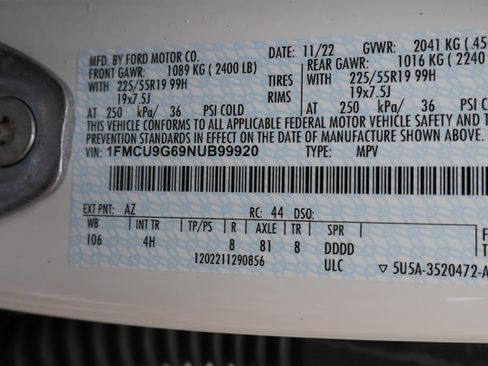 MFD. BY FORD MOTOR CO. 11/22 GVWR: 2041 KG
FRONT GAWR: 1089 KG (2400 LB) REAR GAWR: 1016 KG (2240
WITH 225/55R19 99H TIRES WITH 225/55R19 99H
19x7.5J RIMS 19x7.5J
AT 250 kPa/ 36 PSI COLD AT 250 kPa/ 36 PSI COLD
THIS VEHICLE CONFORMS TO ALL APPLICABLE FEDERAL MOTOR VEHICLE SAFETY AND
PREVENTION STANDARDS IN EFFECT ON THE DATE OF MANUFACTURE SHOWN
VIN: 1FMCU9G69NUB99920 TYPE: MPV
EXT PNT: AZ RC: 44 DSO:
WB INT TR TP/PS R AXLE TR SPR
106 4H 8 81 8 DDDD
1202211290856 ULC ▽ 5U5A-3520472-A